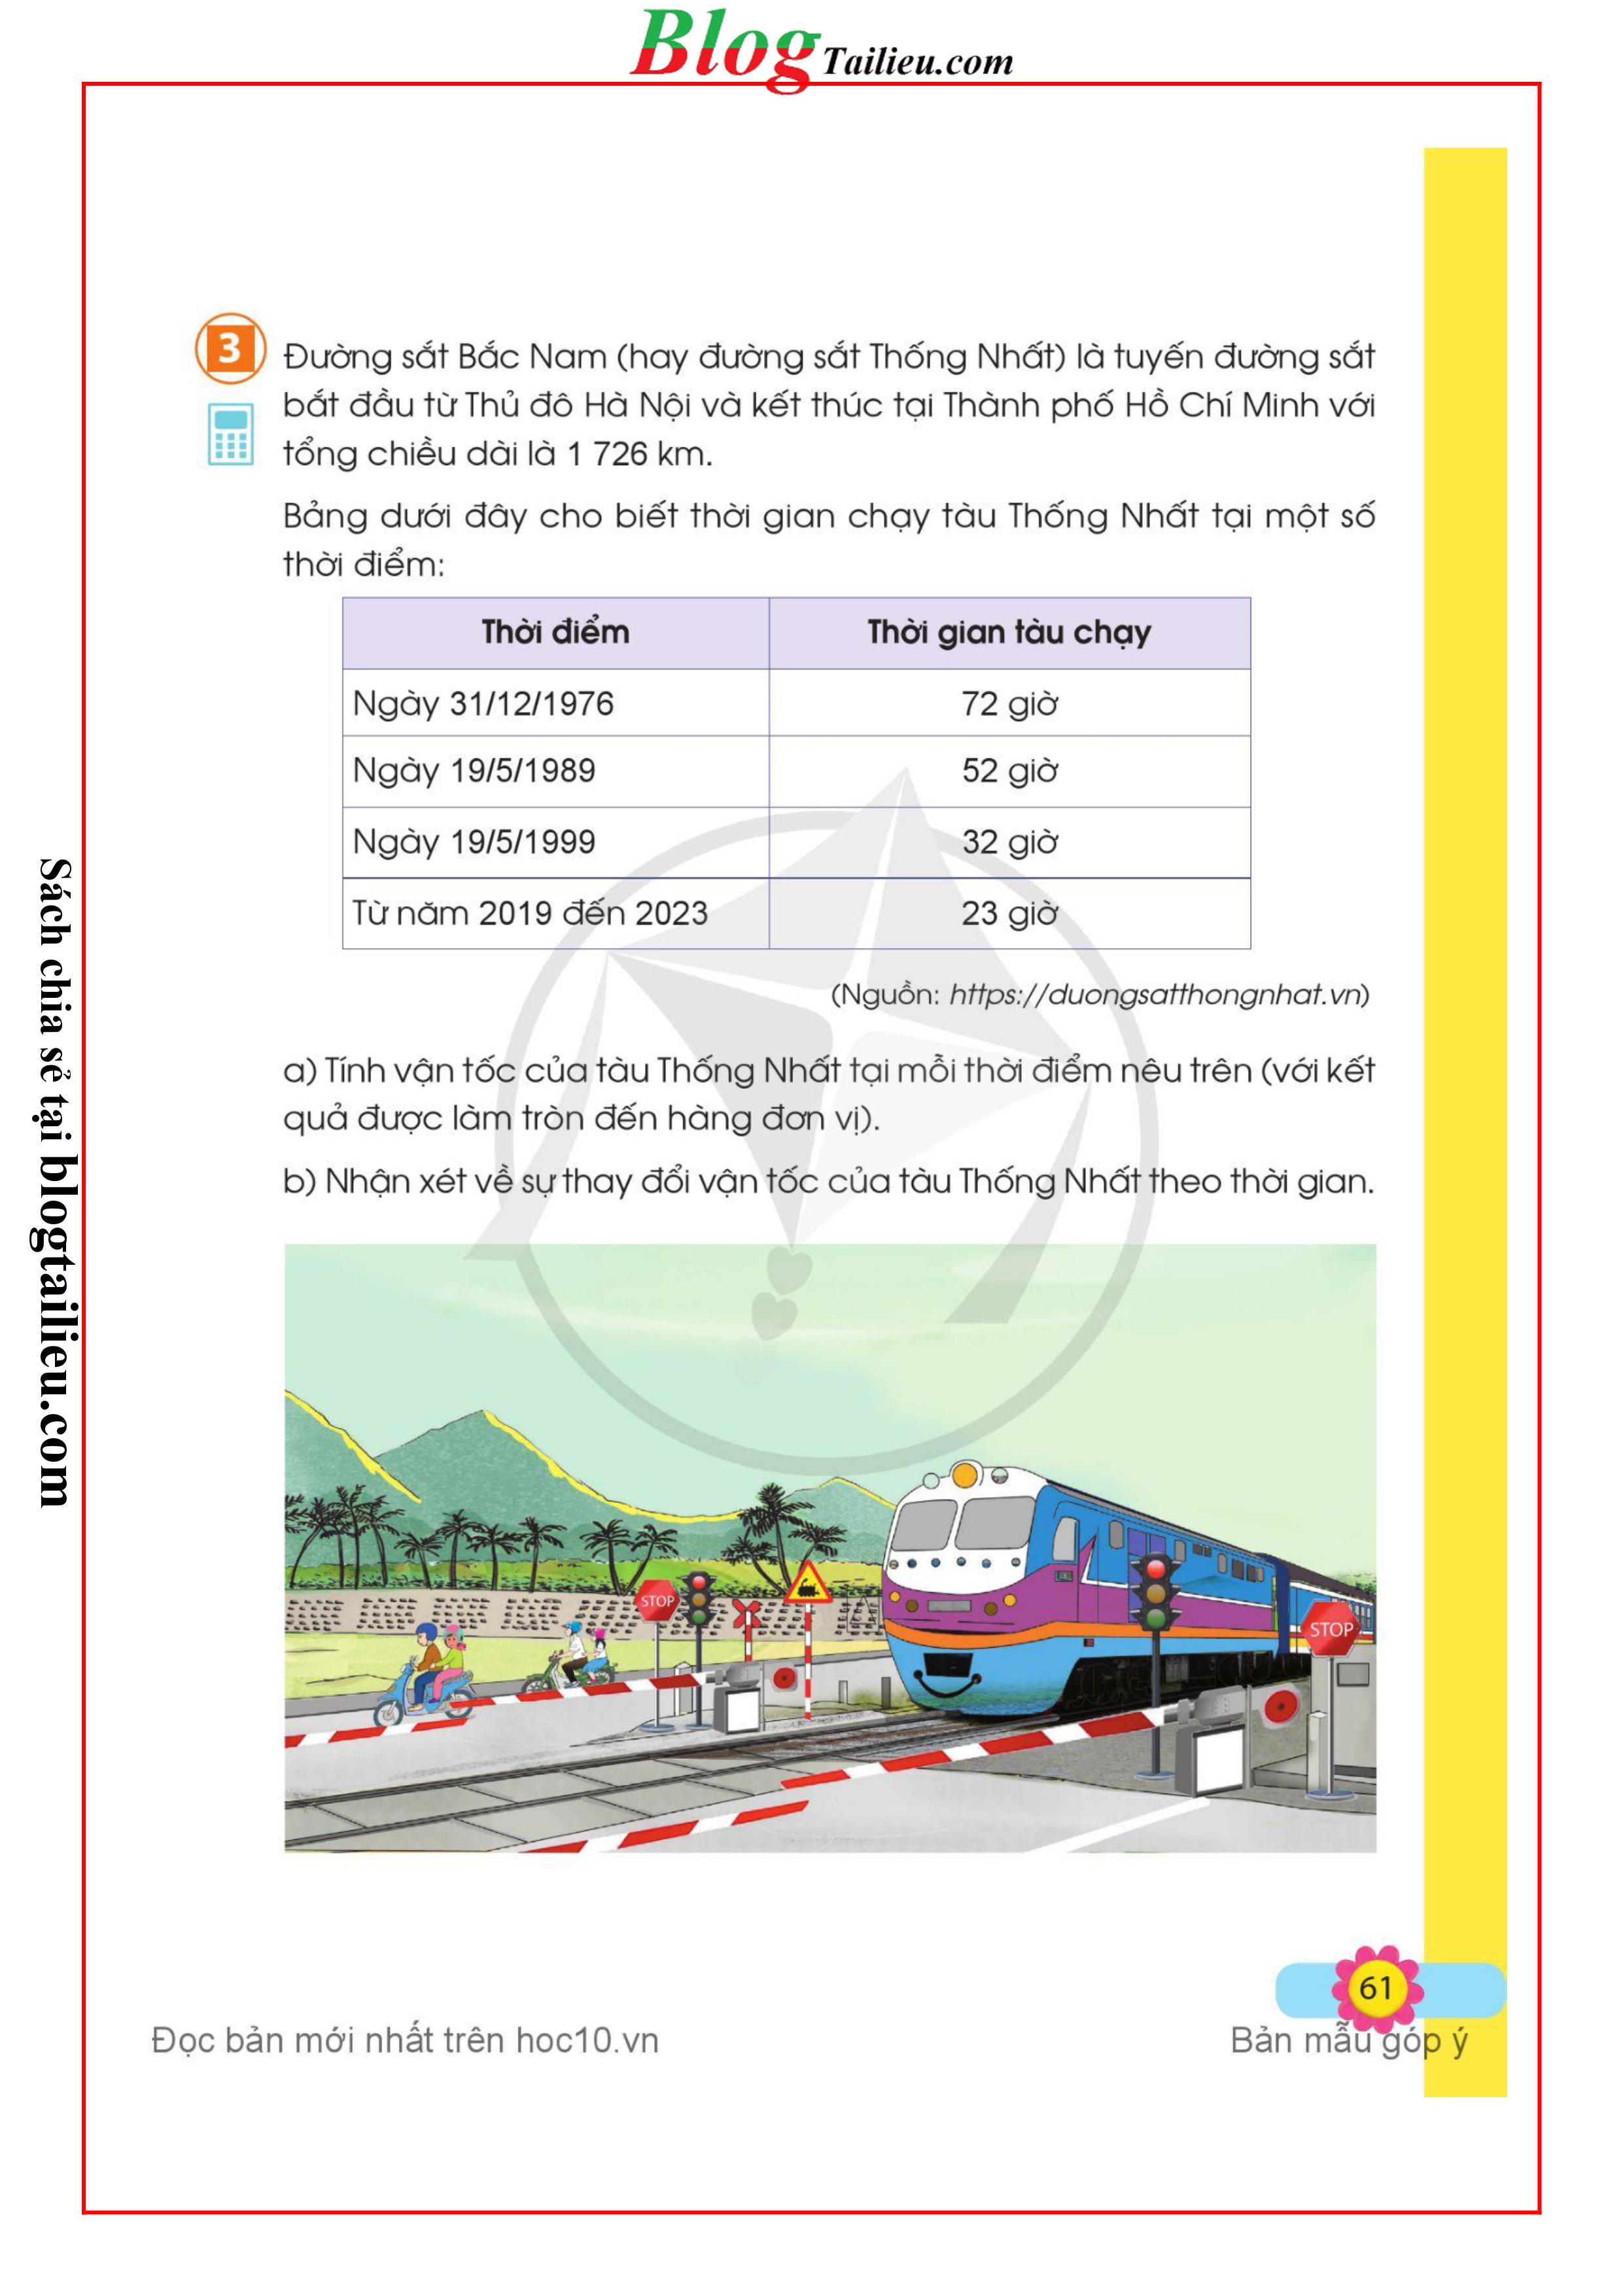 Blog Tailieu.com
3
Đường sắt Bắc Nam (hay đường sắt Thống Nhất) là tuyến đường sắt
bắt đầu từ Thủ đô Hà Nội và kết thúc tại Thành phố Hồ Chí Minh với
tổng chiều dài là 1 726 km.
Bảng dưới đây cho biết thời gian chạy tàu Thống Nhất tại một số
thời điểm:
Thời điểm Thời gian tàu chạy
Ngày 31/12/1976 72 giờ
Ngày 19/5/1989 52 giờ
Ngày 19/5/1999 32 giờ
Từ năm 2019 đến 2023 23 giờ
(Nguồn: https://duongsatthongnhat.vn)
a) Tính vận tốc của tàu Thống Nhất tại mỗi thời điểm nêu trên (với kết
quả được làm tròn đến hàng đơn vị).
b) Nhận xét về sự thay đổi vận tốc của tàu Thống Nhất theo thời gian.
STOP
STOP
61
Đọc bản mới nhất trên hoc10.vn
Bản mẫu góp ý
Sách chia sẻ tại blogtailieu.com